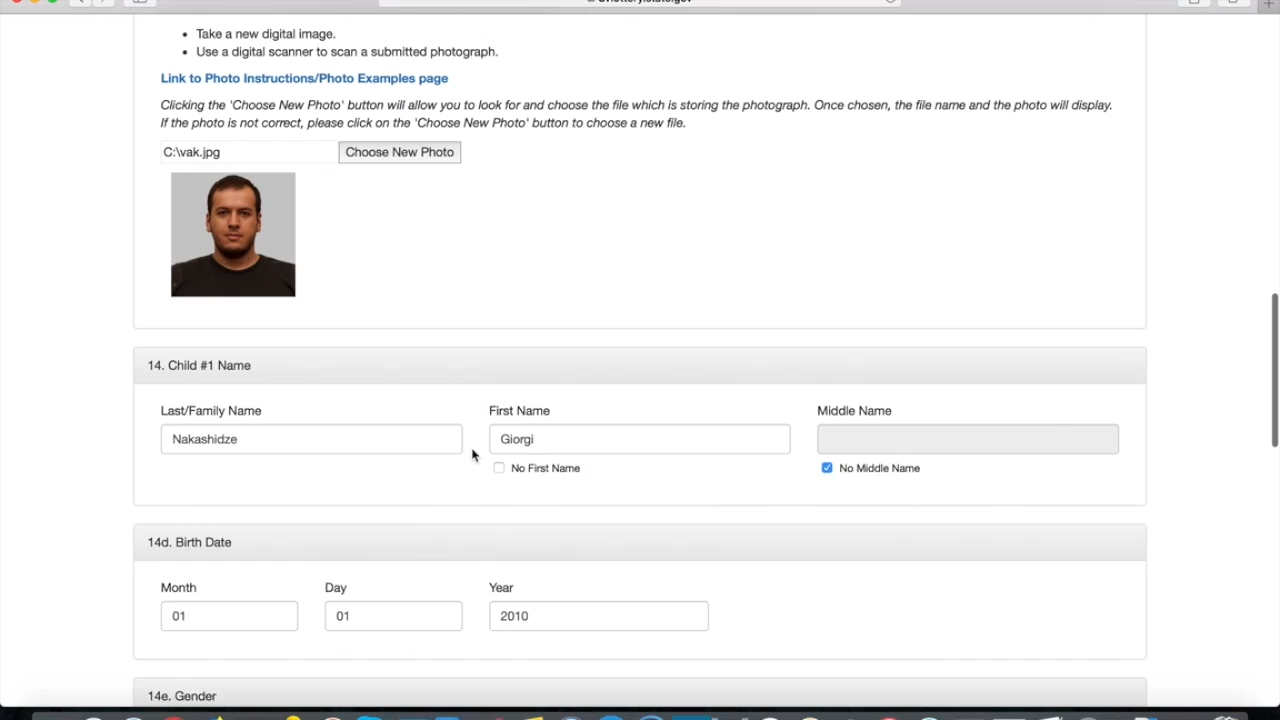 Take a new digital image.
Use a digital scanner to scan a submitted photograph.
Link to Photo Instructions/Photo Examples page
Clicking the 'Choose New Photo' button will allow you to look for and choose the file which is storing the photograph. Once chosen, the file name and the photo will display.
If the photo is not correct, please click on the 'Choose New Photo' button to choose a new file.
C:\vak.jpg Choose New Photo
14. Child #1 Name
Last/Family Name First Name Middle Name
Nakashidze Giorgi
No First Name No Middle Name
14d. Birth Date
Month Day Year
01 01 2010
14e. Gender